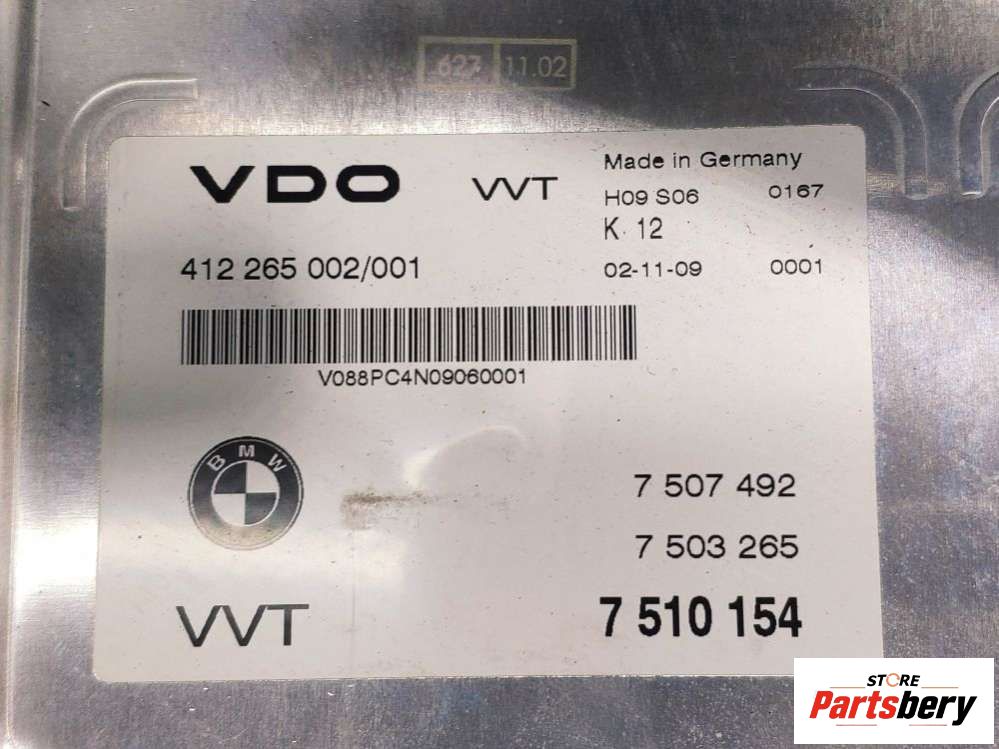 627 11.02
VDO VVT Made in Germany
H09 S06 0167
K 12
412 265 002/001 02-11-09 0001
V088PC4N09060001
BMW
7 507 492
7 503 265
VVT 7 510 154
STORE
Partsbery